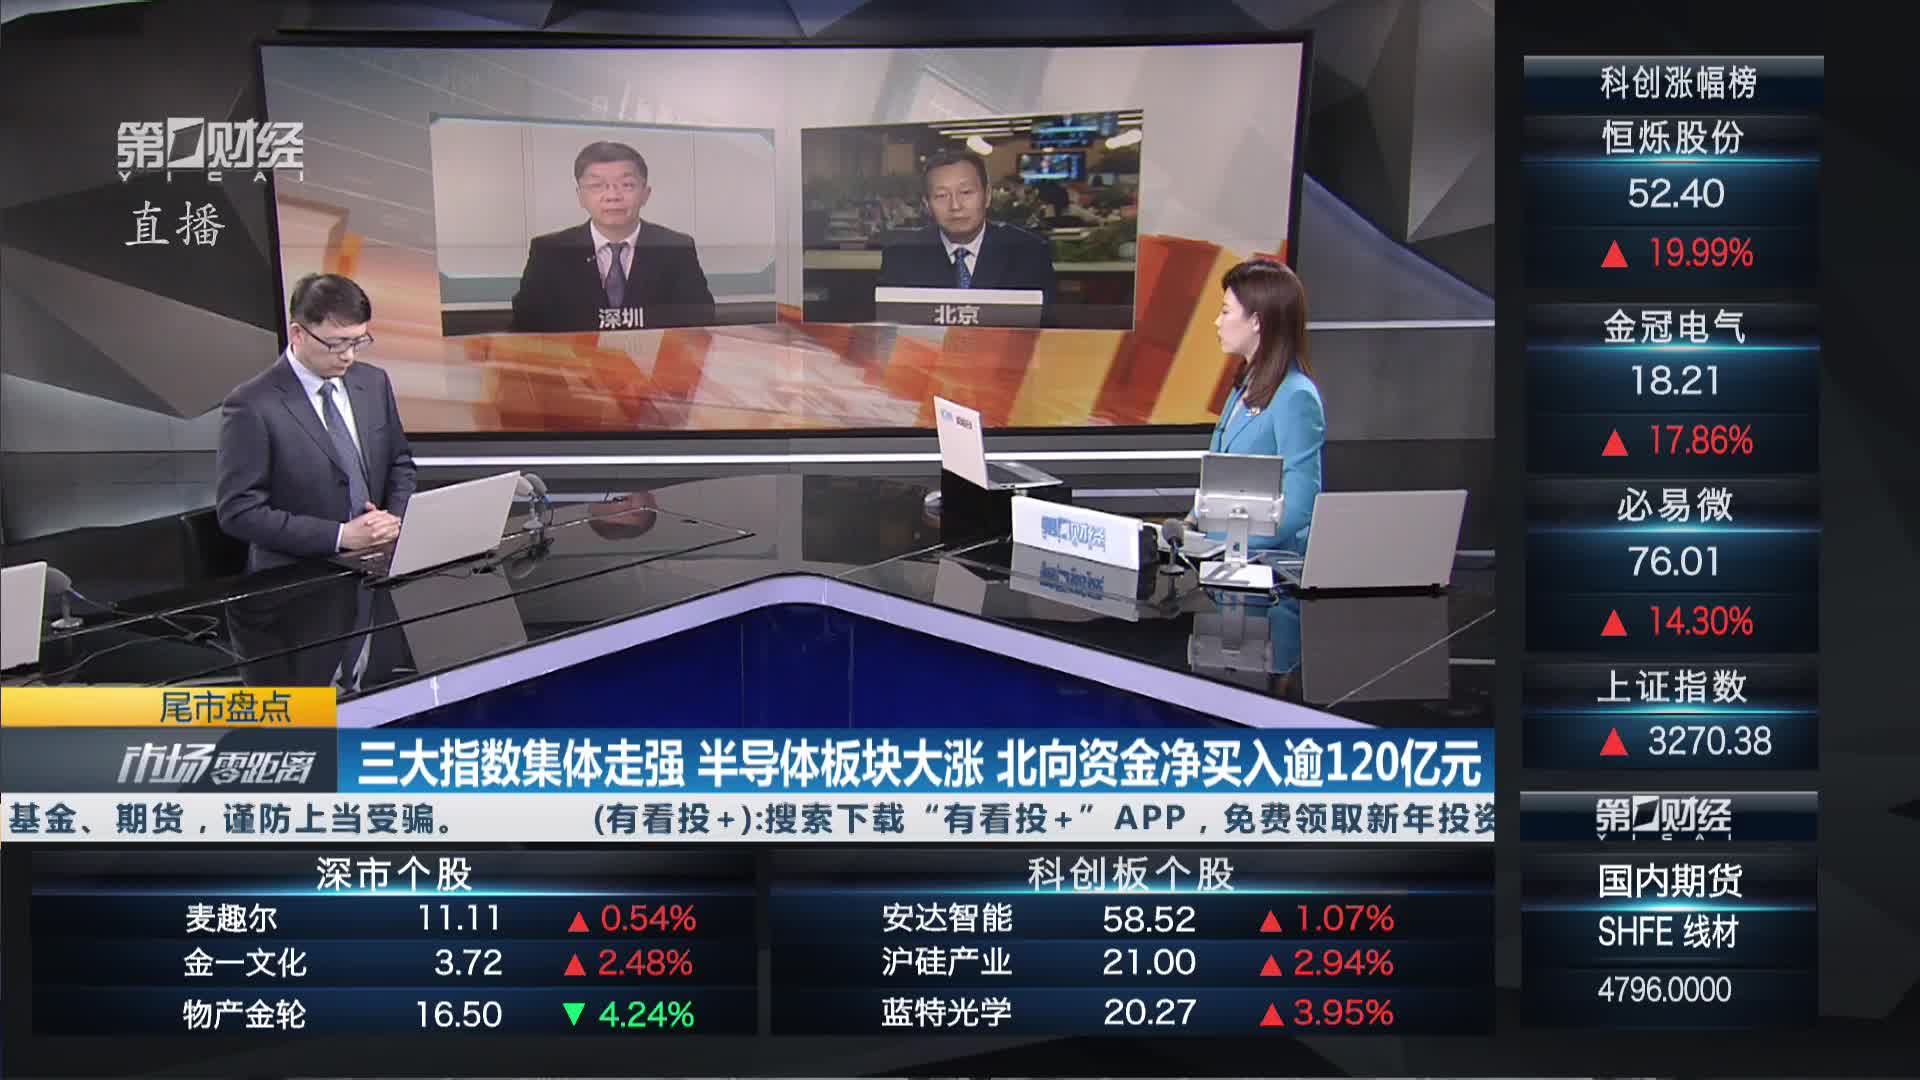 第一财经
YICAI
直播
深圳
北京
第一财经
尾市盘点
市场零距离
三大指数集体走强 半导体板块大涨 北向资金净买入逾120亿元
基金、期货，谨防上当受骗。 (有看投+):搜索下载“有看投+”APP，免费领取新年投资
深市个股
麦趣尔 11.11 ▲ 0.54%
金一文化 3.72 ▲ 2.48%
物产金轮 16.50 ▼ 4.24%
科创板个股
安达智能 58.52 ▲ 1.07%
沪硅产业 21.00 ▲ 2.94%
蓝特光学 20.27 ▲ 3.95%
科创涨幅榜
恒烁股份
52.40
▲ 19.99%
金冠电气
18.21
▲ 17.86%
必易微
76.01
▲ 14.30%
上证指数
▲ 3270.38
第一财经
YICAI
国内期货
SHFE 线材
4796.0000